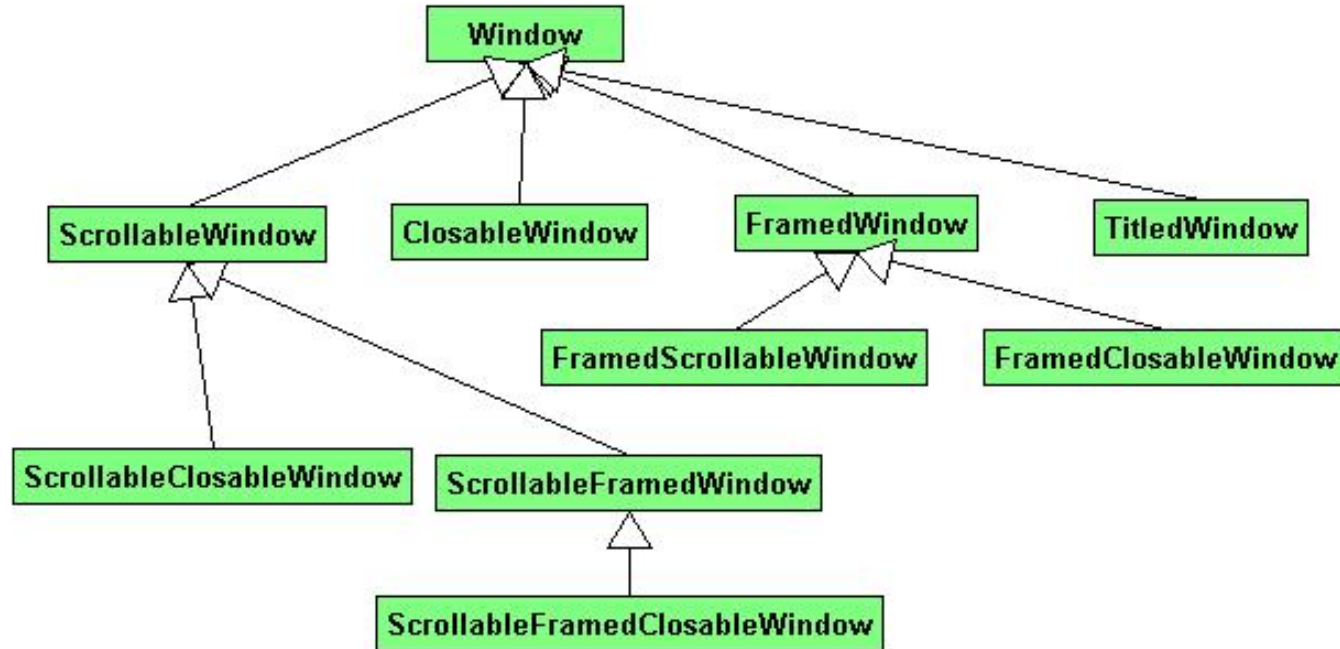 Window
ScrollableWindow
ClosableWindow
FramedWindow
TitledWindow
FramedScrollableWindow
FramedClosableWindow
ScrollableClosableWindow
ScrollableFramedWindow
ScrollableFramedClosableWindow